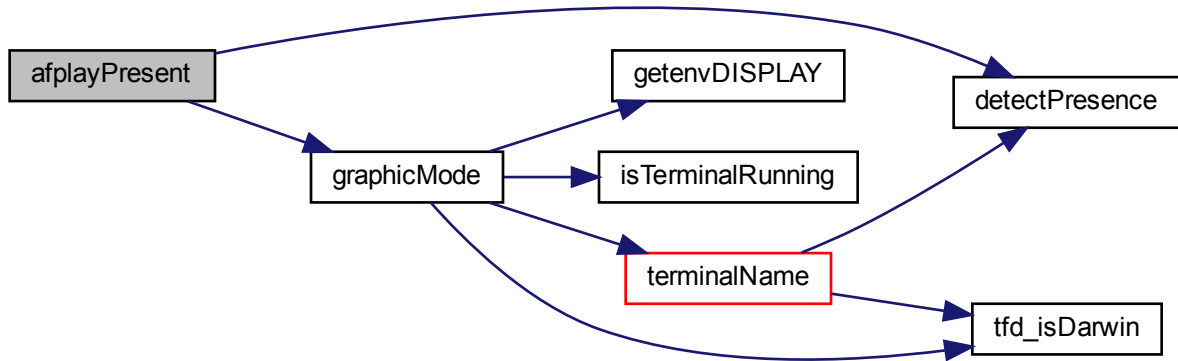 afplayPresent
graphicMode
getenvDISPLAY
isTerminalRunning
terminalName
detectPresence
tfd_isDarwin